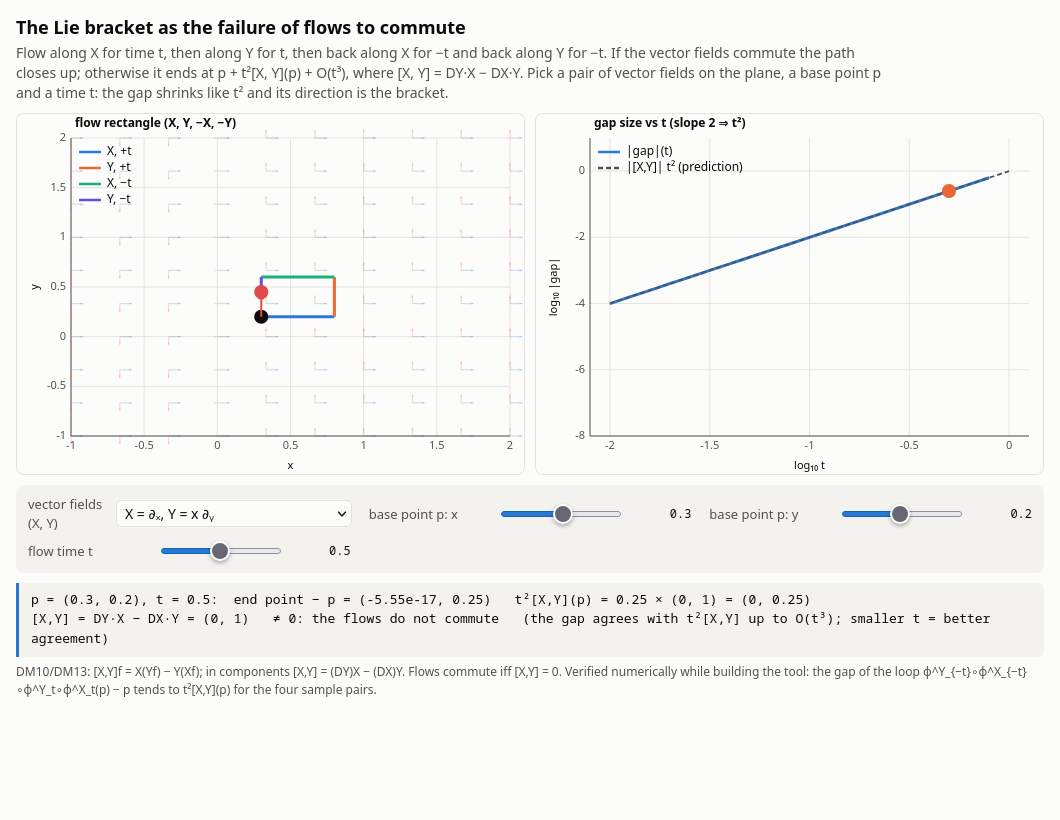 The Lie bracket as the failure of flows to commute
Flow along X for time t, then along Y for t, then back along X for −t and back along Y for −t. If the vector fields commute the path
closes up; otherwise it ends at p + t²[X, Y](p) + O(t³), where [X, Y] = DY·X − DX·Y. Pick a pair of vector fields on the plane, a base point p
and a time t: the gap shrinks like t² and its direction is the bracket.
flow rectangle (X, Y, −X, −Y)
X, +t
Y, +t
X, −t
Y, −t
2
1.5
1
0.5
0
-0.5
-1
y
-1
-0.5
0
0.5
1
1.5
2
x
gap size vs t (slope 2 ⇒ t²)
|gap|(t)
|[X,Y]| t² (prediction)
0
-2
-4
-6
-8
log₁₀ |gap|
-2
-1.5
-1
-0.5
0
log₁₀ t
vector fields
(X, Y)
X = ∂ₓ, Y = x ∂ᵧ
base point p: x
0.3
base point p: y
0.2
flow time t
0.5
p = (0.3, 0.2), t = 0.5: end point − p = (-5.55e-17, 0.25) t²[X,Y](p) = 0.25 × (0, 1) = (0, 0.25)
[X,Y] = DY·X − DX·Y = (0, 1) ≠ 0: the flows do not commute (the gap agrees with t²[X,Y] up to O(t³); smaller t = better
agreement)
DM10/DM13: [X,Y]f = X(Yf) − Y(Xf); in components [X,Y] = (DY)X − (DX)Y. Flows commute iff [X,Y] = 0. Verified numerically while building the tool: the gap of the loop ϕ^Y_{−t}∘ϕ^X_{−t}
∘ϕ^Y_t∘ϕ^X_t(p) − p tends to t²[X,Y](p) for the four sample pairs.